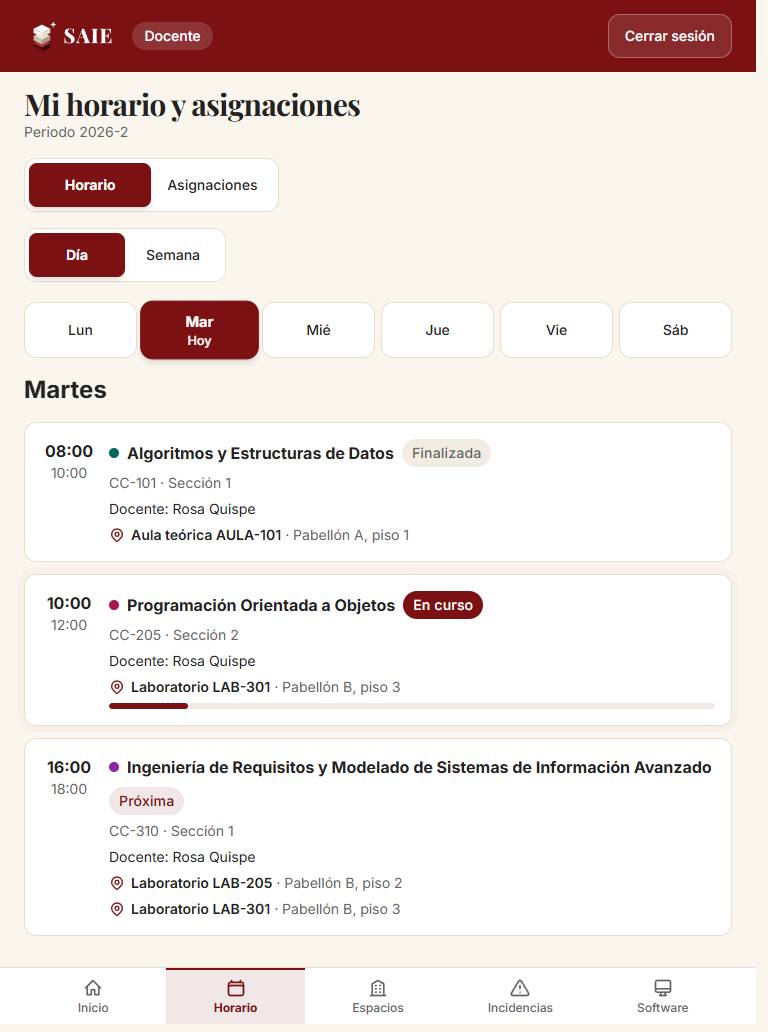 SAIE
Docente
Cerrar sesión
Mi horario y asignaciones
Periodo 2026-2
Horario
Asignaciones
Día
Semana
Lun
Mar
Hoy
Mié
Jue
Vie
Sáb
Martes
08:00
10:00
Algoritmos y Estructuras de Datos
Finalizada
CC-101 · Sección 1
Docente: Rosa Quispe
Aula teórica AULA-101 · Pabellón A, piso 1
10:00
12:00
Programación Orientada a Objetos
En curso
CC-205 · Sección 2
Docente: Rosa Quispe
Laboratorio LAB-301 · Pabellón B, piso 3
16:00
18:00
Ingeniería de Requisitos y Modelado de Sistemas de Información Avanzado
Próxima
CC-310 · Sección 1
Docente: Rosa Quispe
Laboratorio LAB-205 · Pabellón B, piso 2
Laboratorio LAB-301 · Pabellón B, piso 3
Inicio
Horario
Espacios
Incidencias
Software